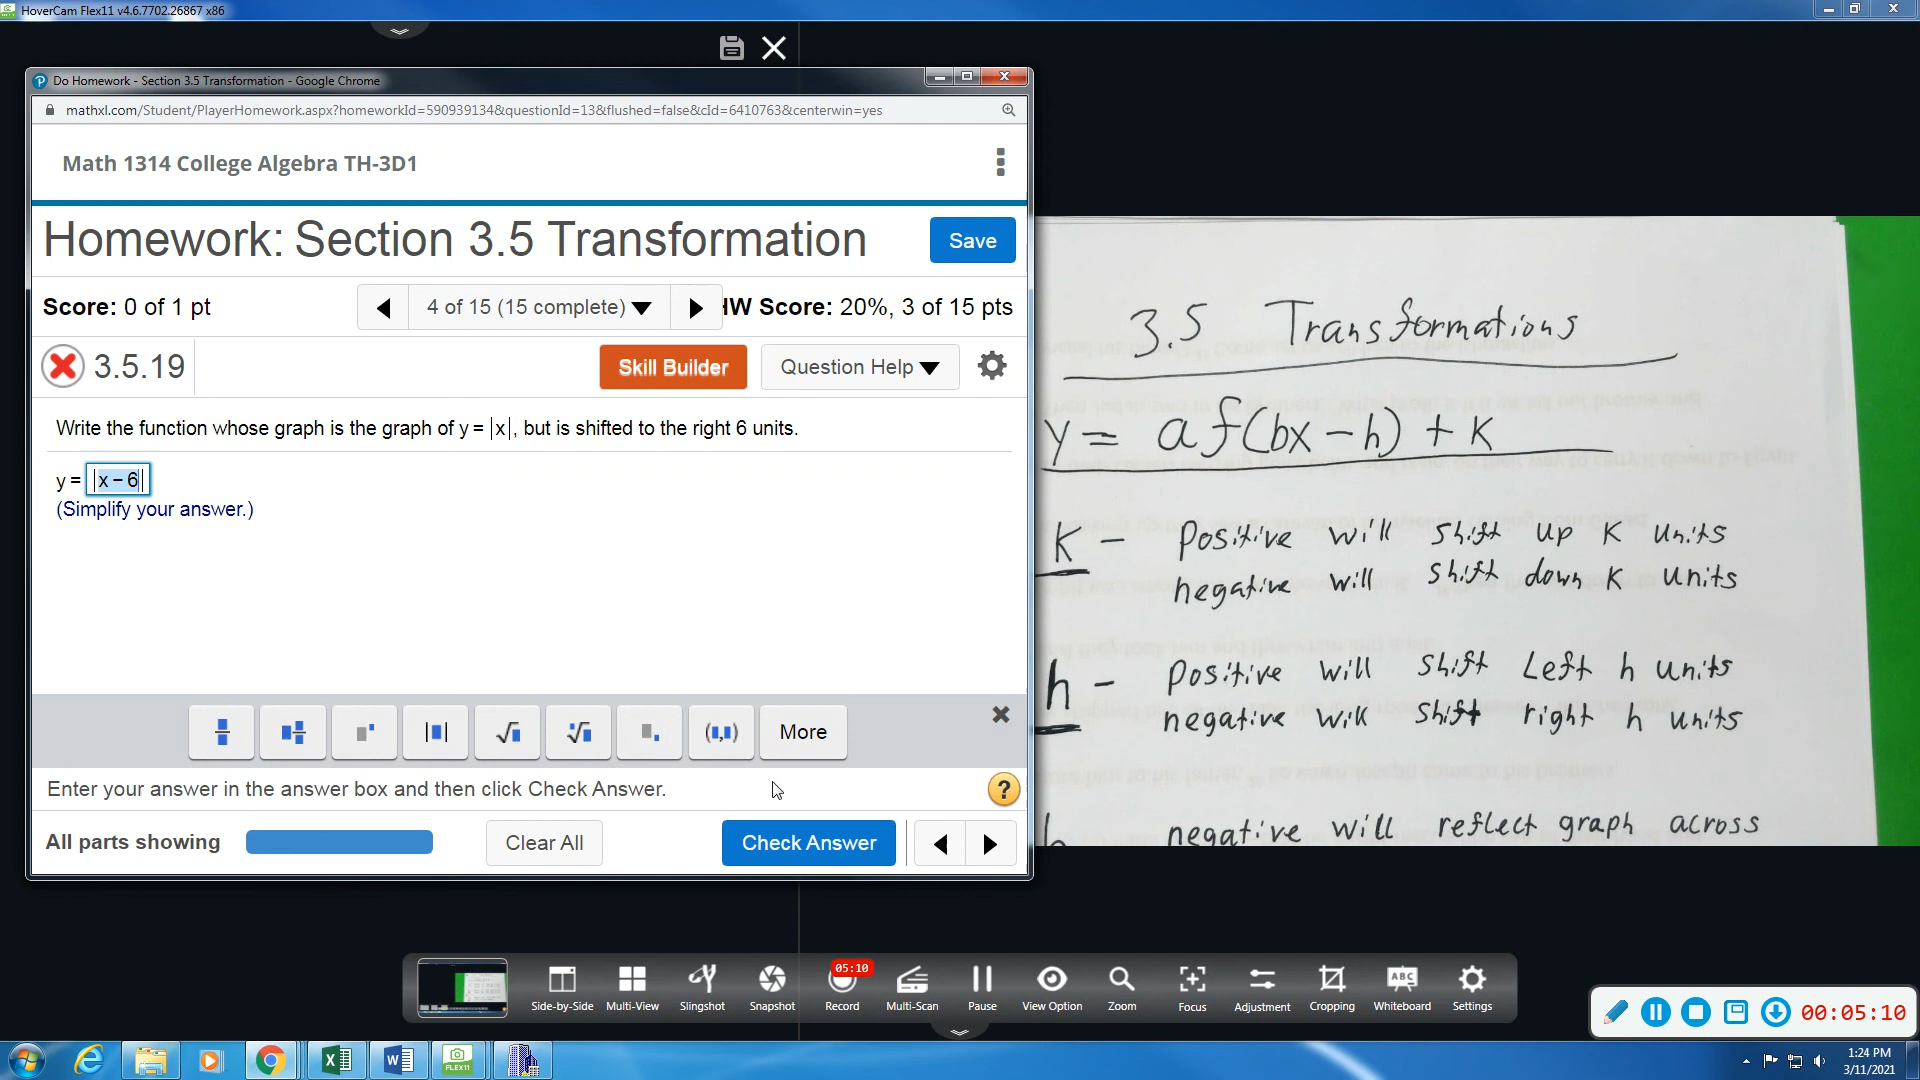 HoverCam Flex11 v4.6.7702.26867 x86
Do Homework - Section 3.5 Transformation - Google Chrome
mathxl.com/Student/PlayerHomework.aspx?homeworkId=590939134&questionId=13&flushed=false&cId=6410763&centerwin=yes
Math 1314 College Algebra TH-3D1
Homework: Section 3.5 Transformation
Save
Score: 0 of 1 pt
4 of 15 (15 complete)
HW Score: 20%, 3 of 15 pts
3.5.19
Skill Builder
Question Help
Write the function whose graph is the graph of y = |x|, but is shifted to the right 6 units.
y = |x − 6|
(Simplify your answer.)
More
Enter your answer in the answer box and then click Check Answer.
?
All parts showing
Clear All
Check Answer
3.5 Transformations
y = af(bx - h) + K
K - Positive will shift up K units
negative will shift down K units
h - Positive will shift Left h units
negative will shift right h units
negative will reflect graph across
05:10
Side-by-Side
Multi-View
Slingshot
Snapshot
Record
Multi-Scan
Pause
View Option
Zoom
Focus
Adjustment
Cropping
ABC
Whiteboard
Settings
00:05:10
FLEX11
1:24 PM
3/11/2021